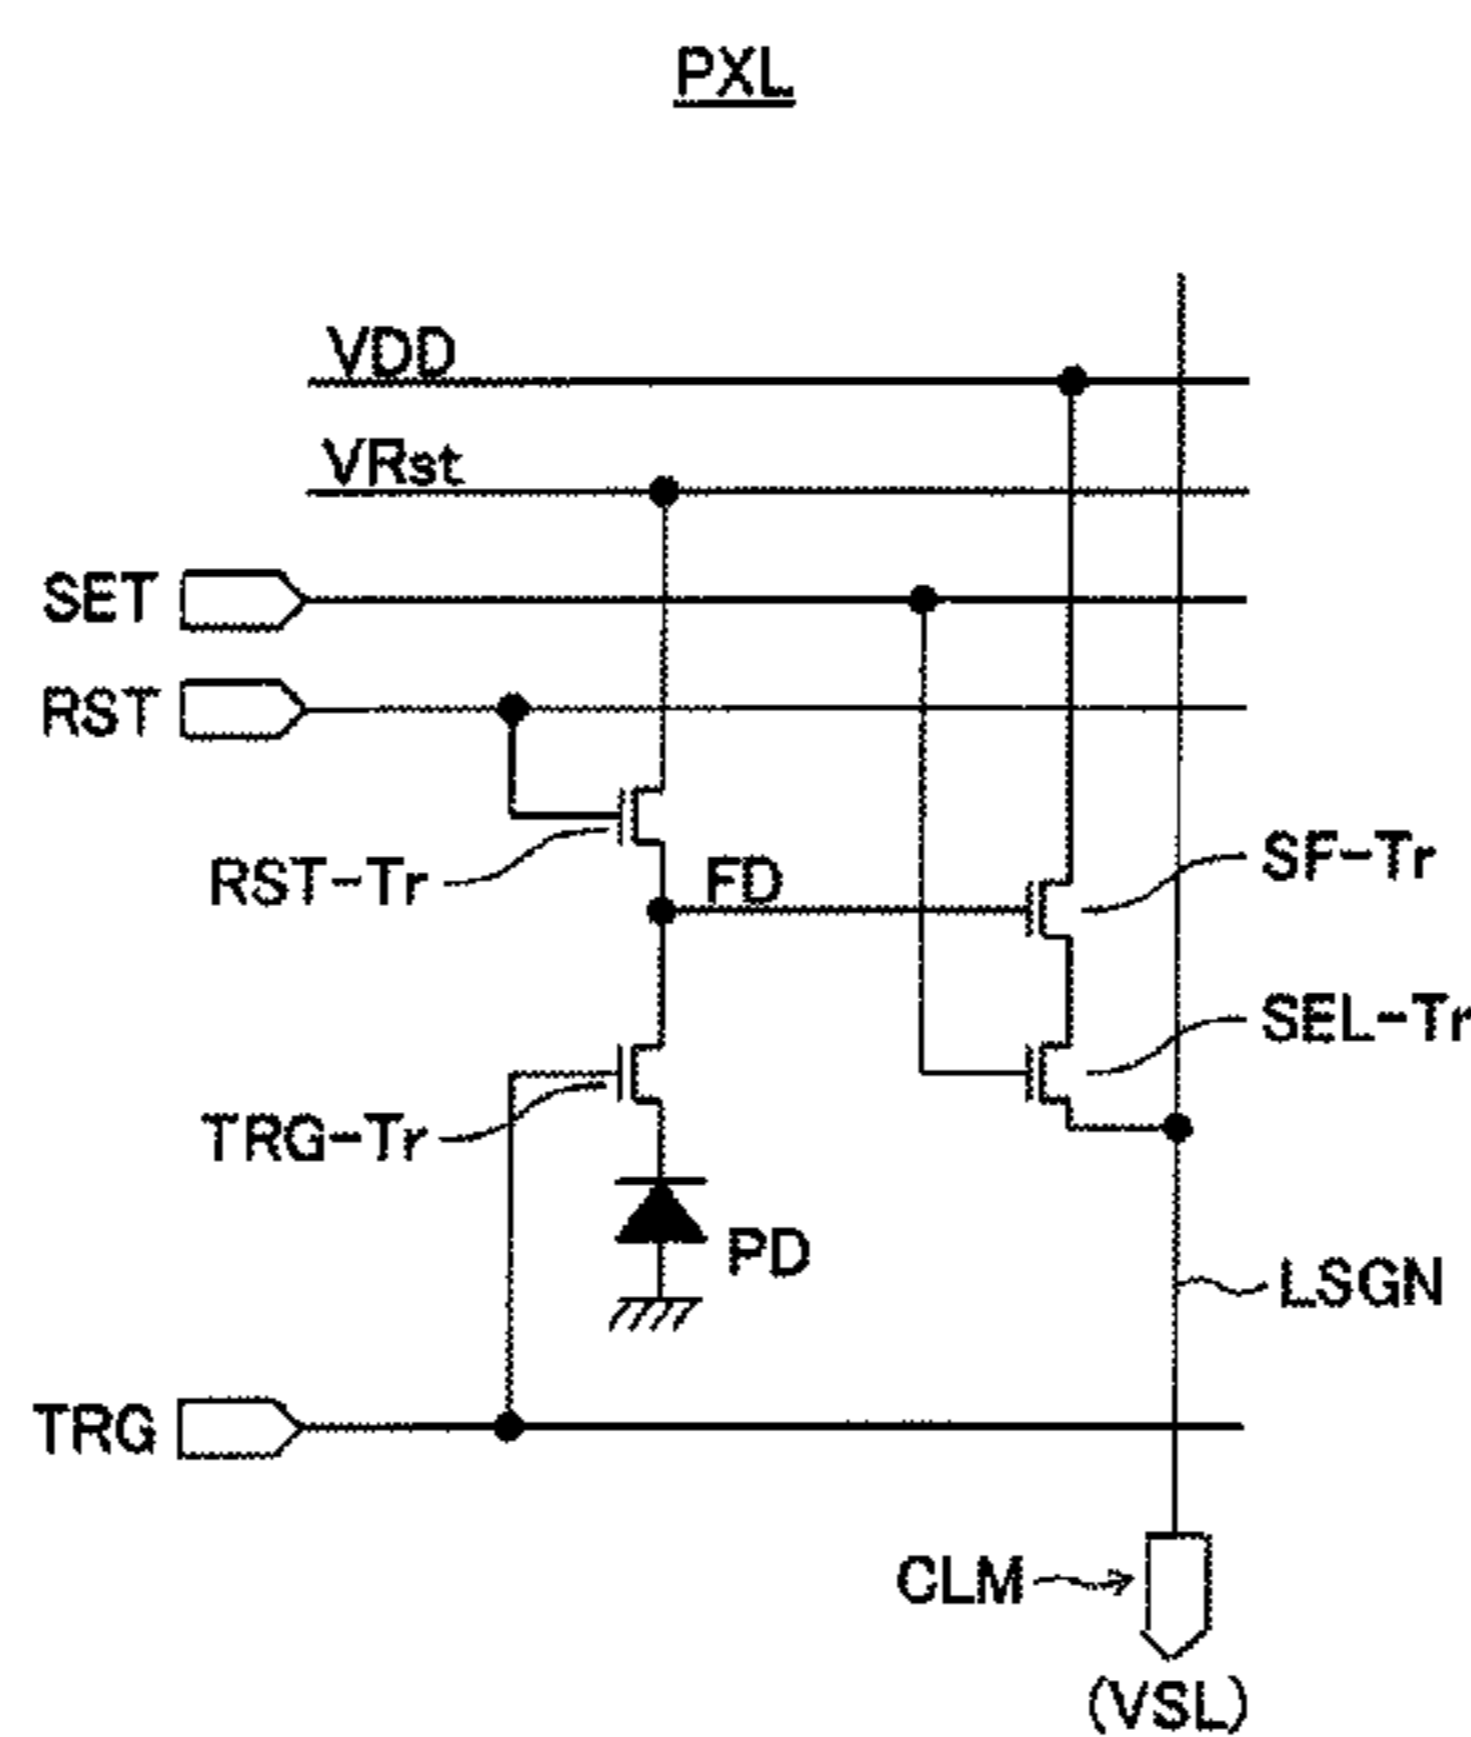 PXL
VDD
VRst
SET
RST
RST-Tr
FD
SF-Tr
SEL-Tr
TRG-Tr
PD
LSGN
TRG
CLM
(VSL)